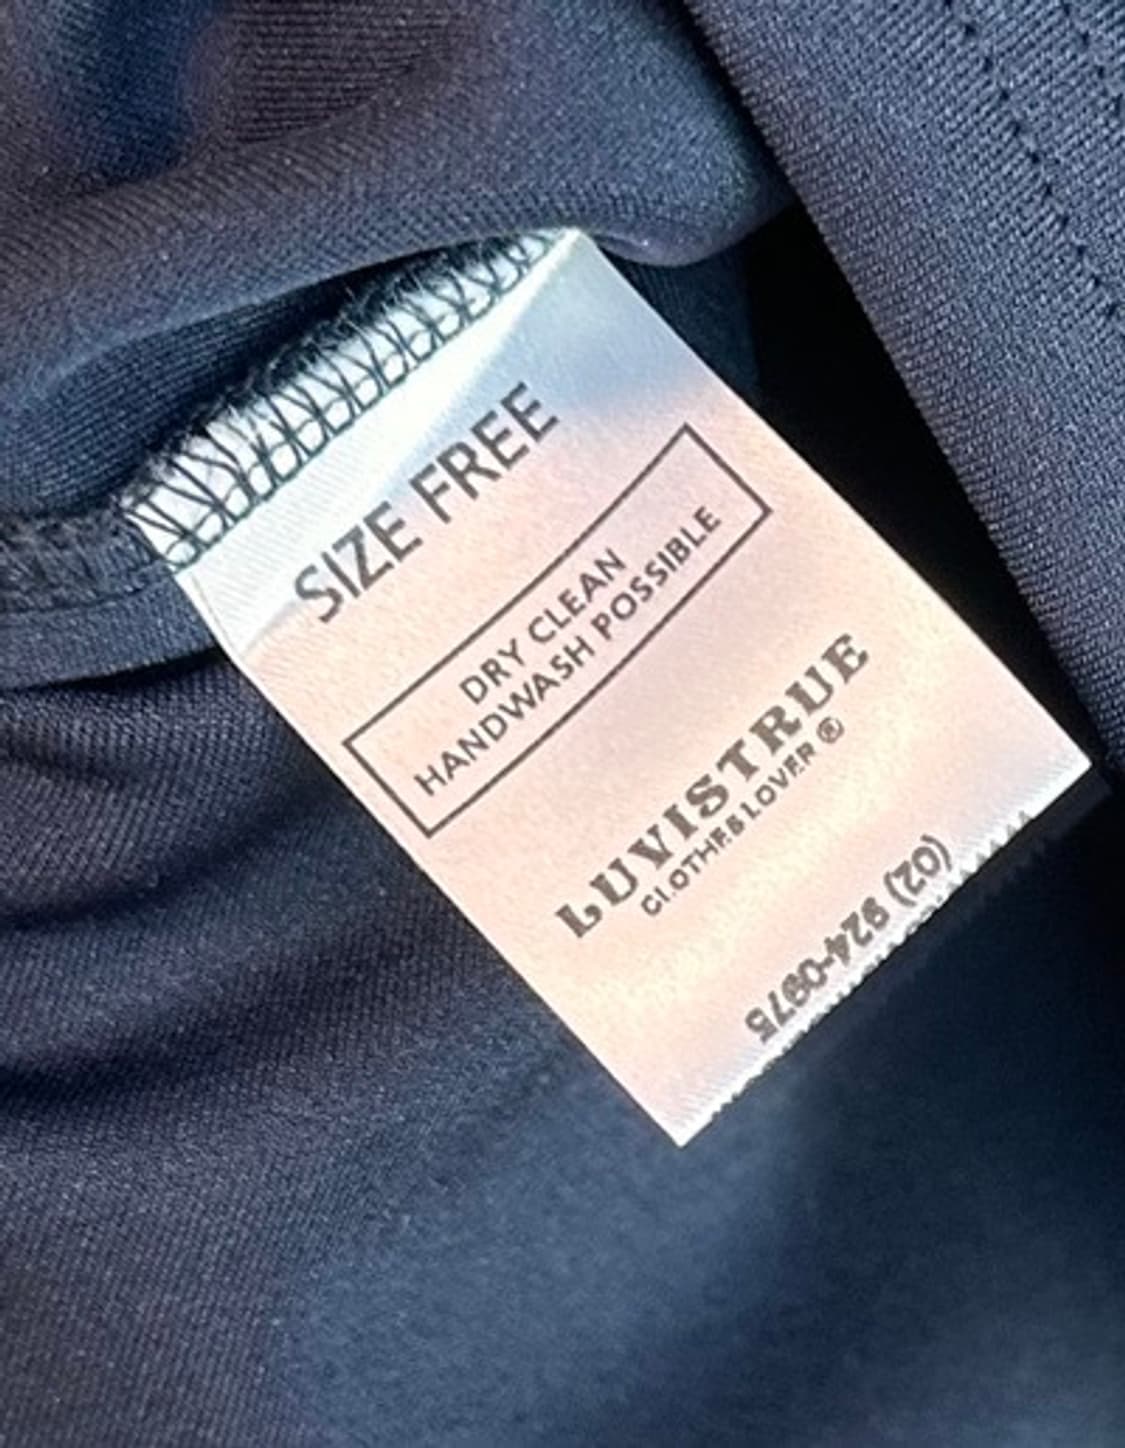 SIZE FREE
DRY CLEAN
HANDWASH POSSIBLE
LUVISTRUE
CLOTHES LOVER ®
(02) 924-0975